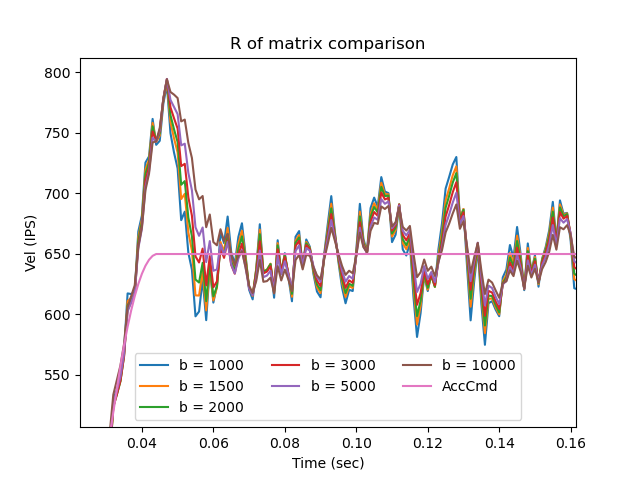 R of matrix comparison
Vel (IPS)
800
750
700
650
600
550
b = 1000
b = 1500
b = 2000
b = 3000
b = 5000
b = 10000
AccCmd
0.04 0.06 0.08 0.10 0.12 0.14 0.16
Time (sec)